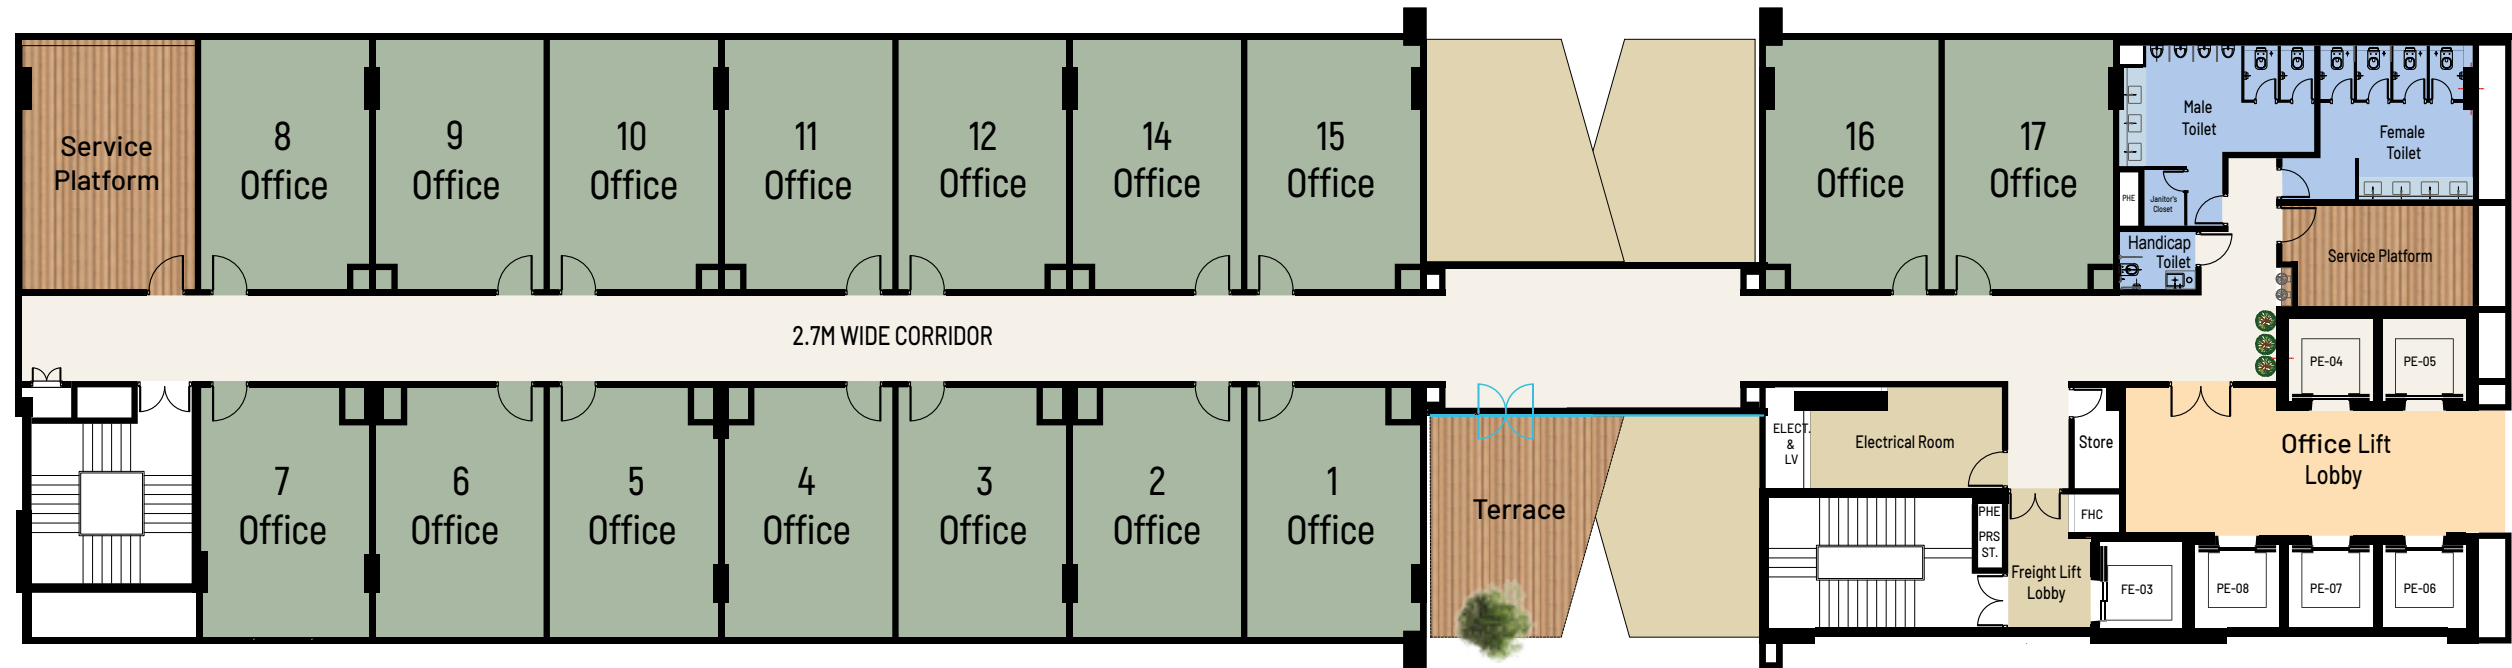 Service
Platform
8
Office
9
Office
10
Office
11
Office
12
Office
14
Office
15
Office
16
Office
17
Office
Male
Toilet
Female
Toilet
PHE
Janitor's
Closet
Handicap
Toilet
Service Platform
2.7M WIDE CORRIDOR
PE-04
PE-05
7
Office
6
Office
5
Office
4
Office
3
Office
2
Office
1
Office
Terrace
ELECT.
&
LV
Electrical Room
Store
Office Lift
Lobby
PHE
PRS
ST.
FHC
Freight Lift
Lobby
FE-03
PE-08
PE-07
PE-06